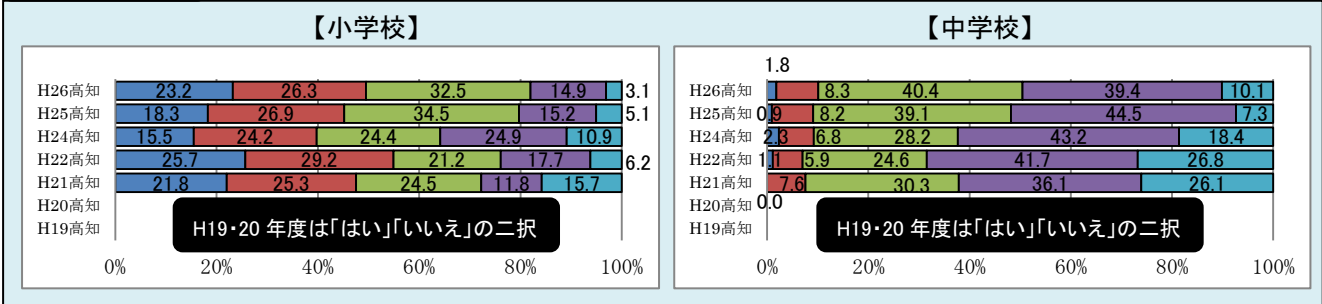 【小学校】
H26高知 23.2 26.3 32.5 14.9 3.1
H25高知 18.3 26.9 34.5 15.2 5.1
H24高知 15.5 24.2 24.4 24.9 10.9
H22高知 25.7 29.2 21.2 17.7 6.2
H21高知 21.8 25.3 24.5 11.8 15.7
H20高知
H19高知
H19・20 年度は「はい」「いいえ」の二択
0% 20% 40% 60% 80% 100%
【中学校】
H26高知 1.8 8.3 40.4 39.4 10.1
H25高知 0.9 8.2 39.1 44.5 7.3
H24高知 2.3 6.8 28.2 43.2 18.4
H22高知 1.1 5.9 24.6 41.7 26.8
H21高知 0.0 7.6 30.3 36.1 26.1
H20高知
H19高知
H19・20 年度は「はい」「いいえ」の二択
0% 20% 40% 60% 80% 100%